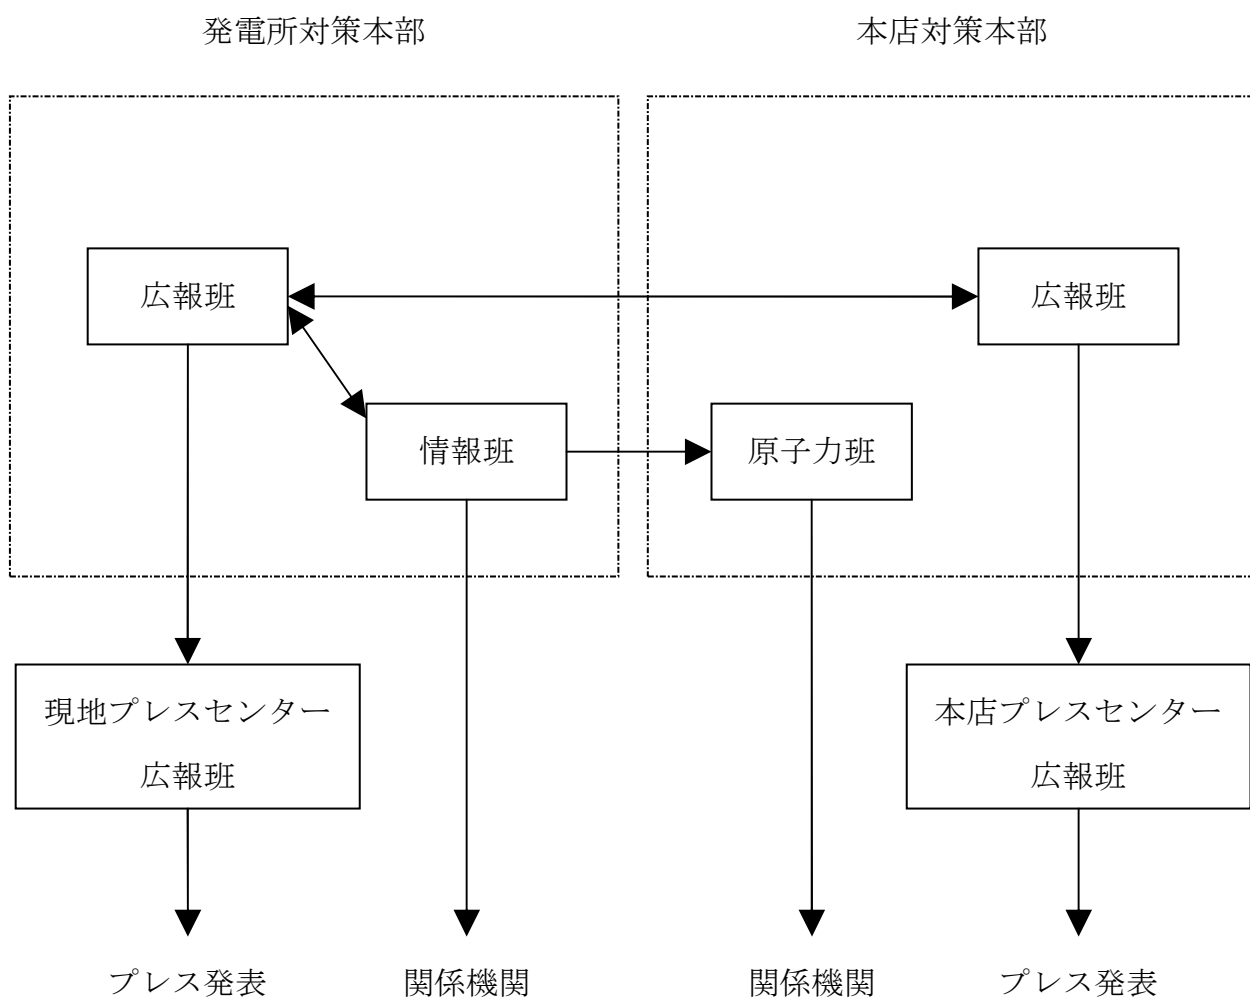 発電所対策本部
本店対策本部
広報班
広報班
情報班
原子力班
現地プレスセンター
広報班
本店プレスセンター
広報班
プレス発表
関係機関
関係機関
プレス発表